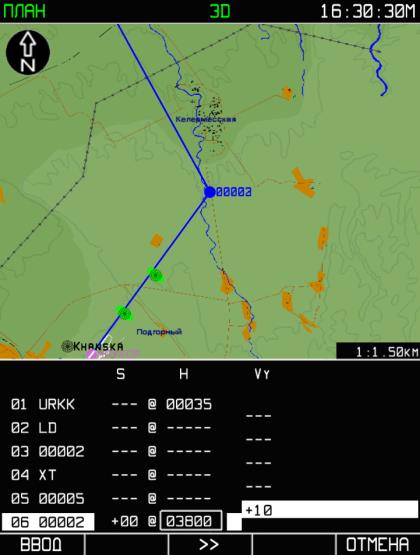 ПЛАН 3D 16:30:30М
N
Келермесская
00002
Подгорный
KHANSKA
1:1.50КМ
S H VY
01 URKK --- @ 00035
---
02 LD --- @ -----
---
03 00002 --- @ -----
---
04 XT --- @ -----
---
05 00005 --- @ -----
+10
06 00002 +00 @ 03800
ВВОД >> ОТМЕНА